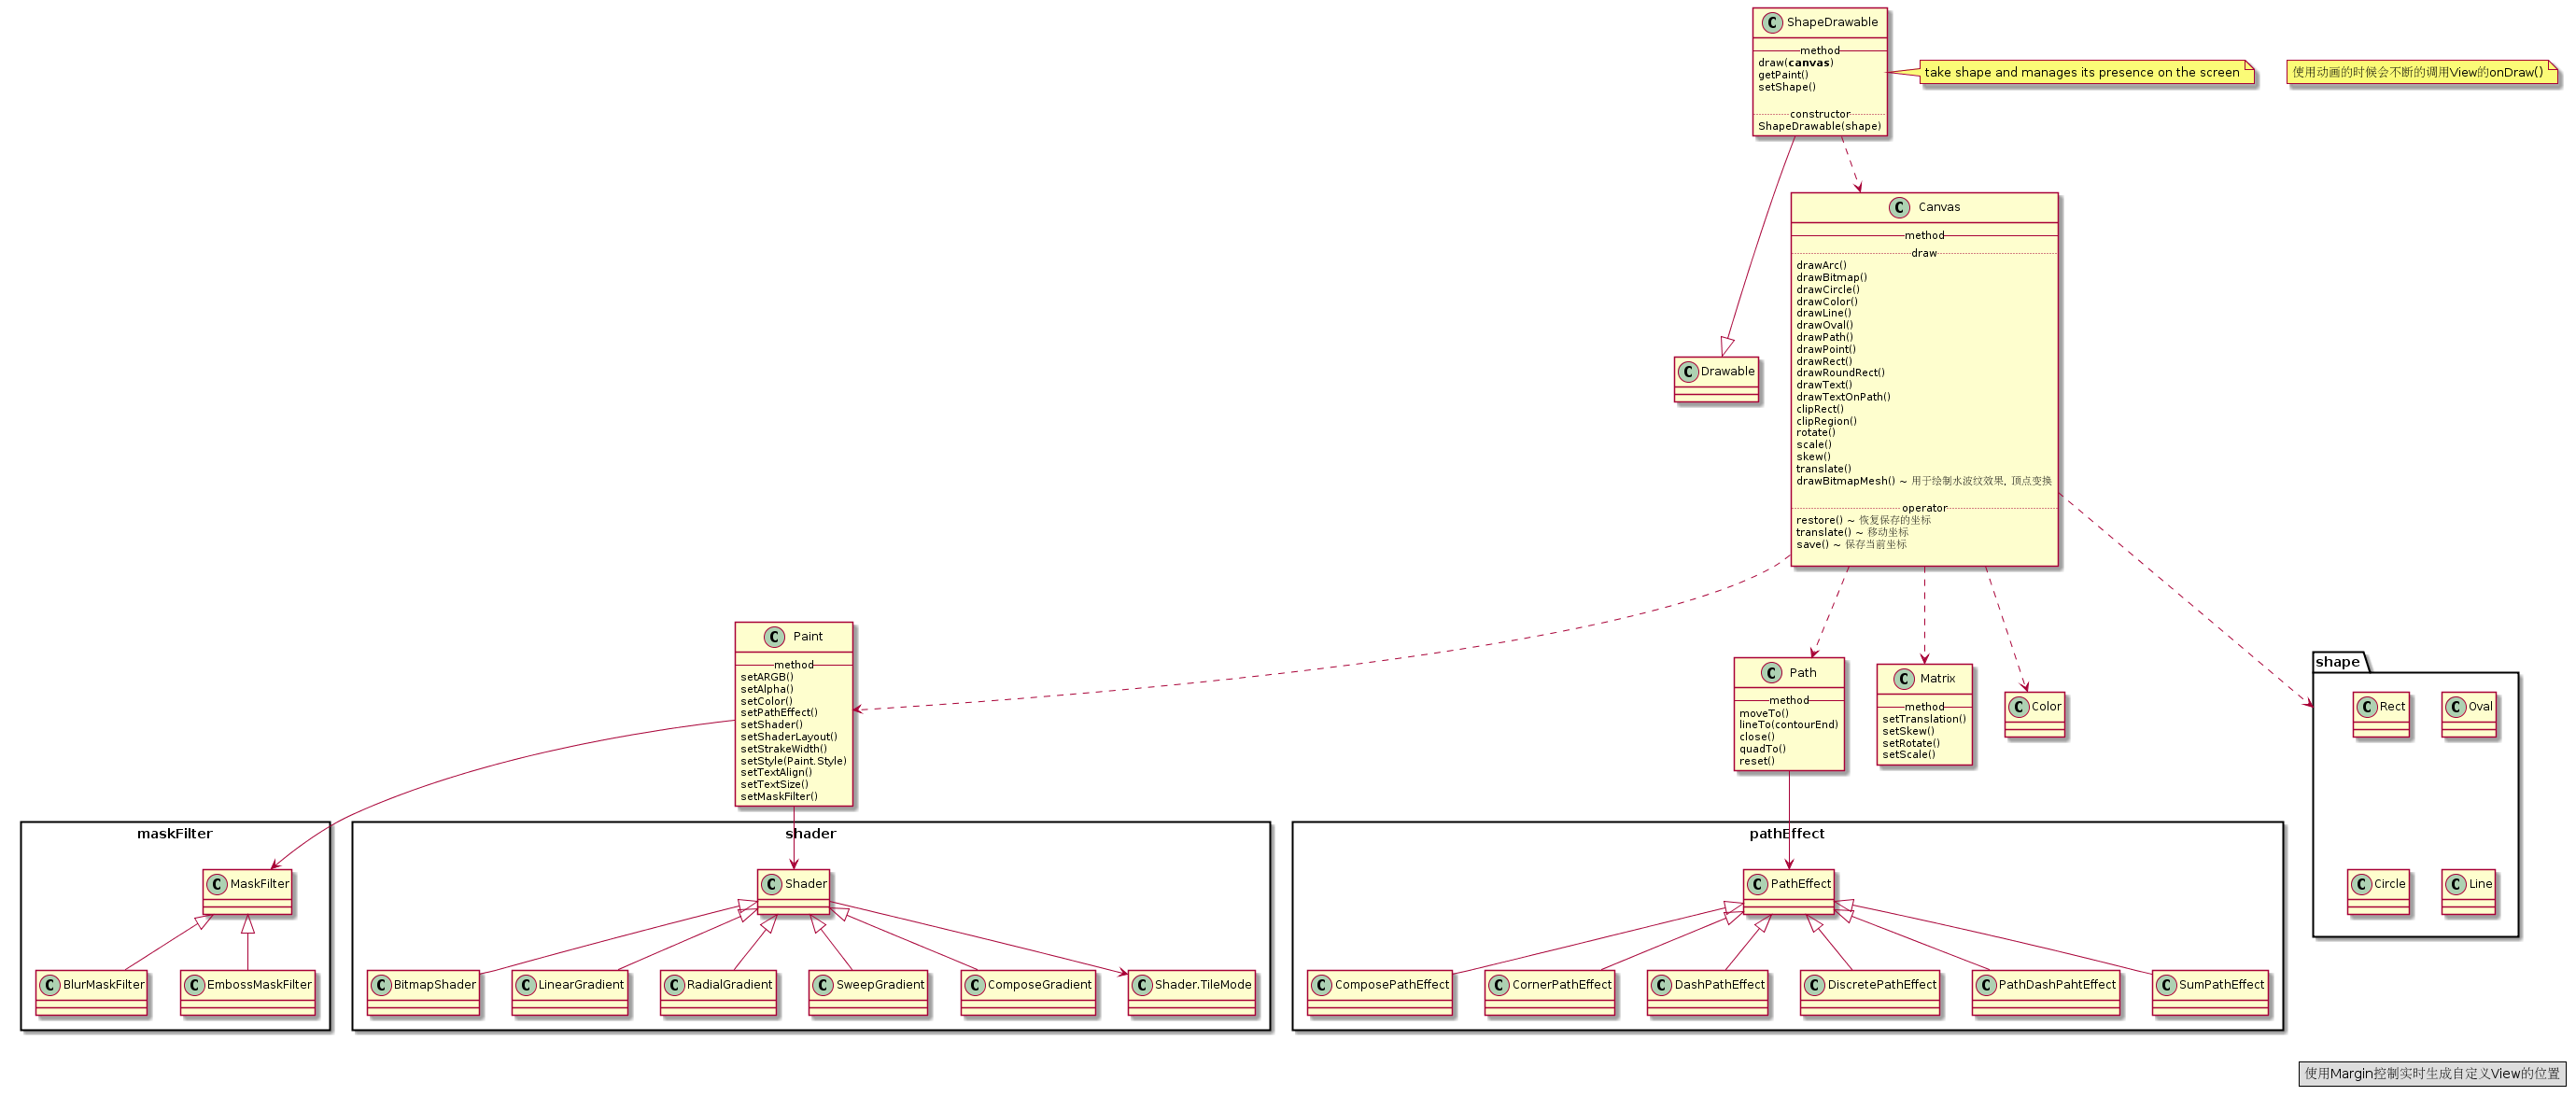 C ShapeDrawable
method
draw(canvas)
getPaint()
setShape()
constructor
ShapeDrawable(shape)
take shape and manages its presence on the screen
使用动画的时候会不断的调用View的onDraw()
C Canvas
method
draw
drawArc()
drawBitmap()
drawCircle()
drawColor()
drawLine()
drawOval()
drawPath()
drawPoint()
drawRect()
drawRoundRect()
drawText()
drawTextOnPath()
clipRect()
clipRegion()
rotate()
scale()
skew()
translate()
drawBitmapMesh() ~ 用于绘制水波纹效果, 顶点变换
operator
restore() ~ 恢复保存的坐标
translate() ~ 移动坐标
save() ~ 保存当前坐标
C Drawable
C Paint
method
setARGB()
setAlpha()
setColor()
setPathEffect()
setShader()
setShaderLayout()
setStrakeWidth()
setStyle(Paint.Style)
setTextAlign()
setTextSize()
setMaskFilter()
C Path
method
moveTo()
lineTo(contourEnd)
close()
quadTo()
reset()
C Matrix
method
setTranslation()
setSkew()
setRotate()
setScale()
C Color
shape
C Rect
C Oval
C Circle
C Line
maskFilter
C MaskFilter
C BlurMaskFilter
C EmbossMaskFilter
shader
C Shader
C BitmapShader
C LinearGradient
C RadialGradient
C SweepGradient
C ComposeGradient
C Shader.TileMode
pathEffect
C PathEffect
C ComposePathEffect
C CornerPathEffect
C DashPathEffect
C DiscretePathEffect
C PathDashPahtEffect
C SumPathEffect
使用Margin控制实时生成自定义View的位置